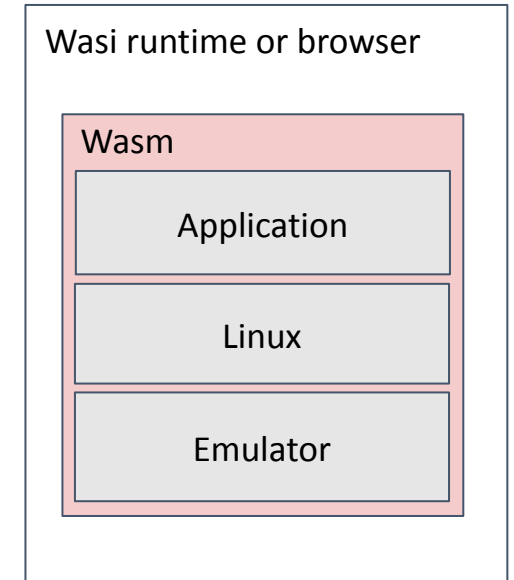 Wasi runtime or browser
Wasm
Application
Linux
Emulator